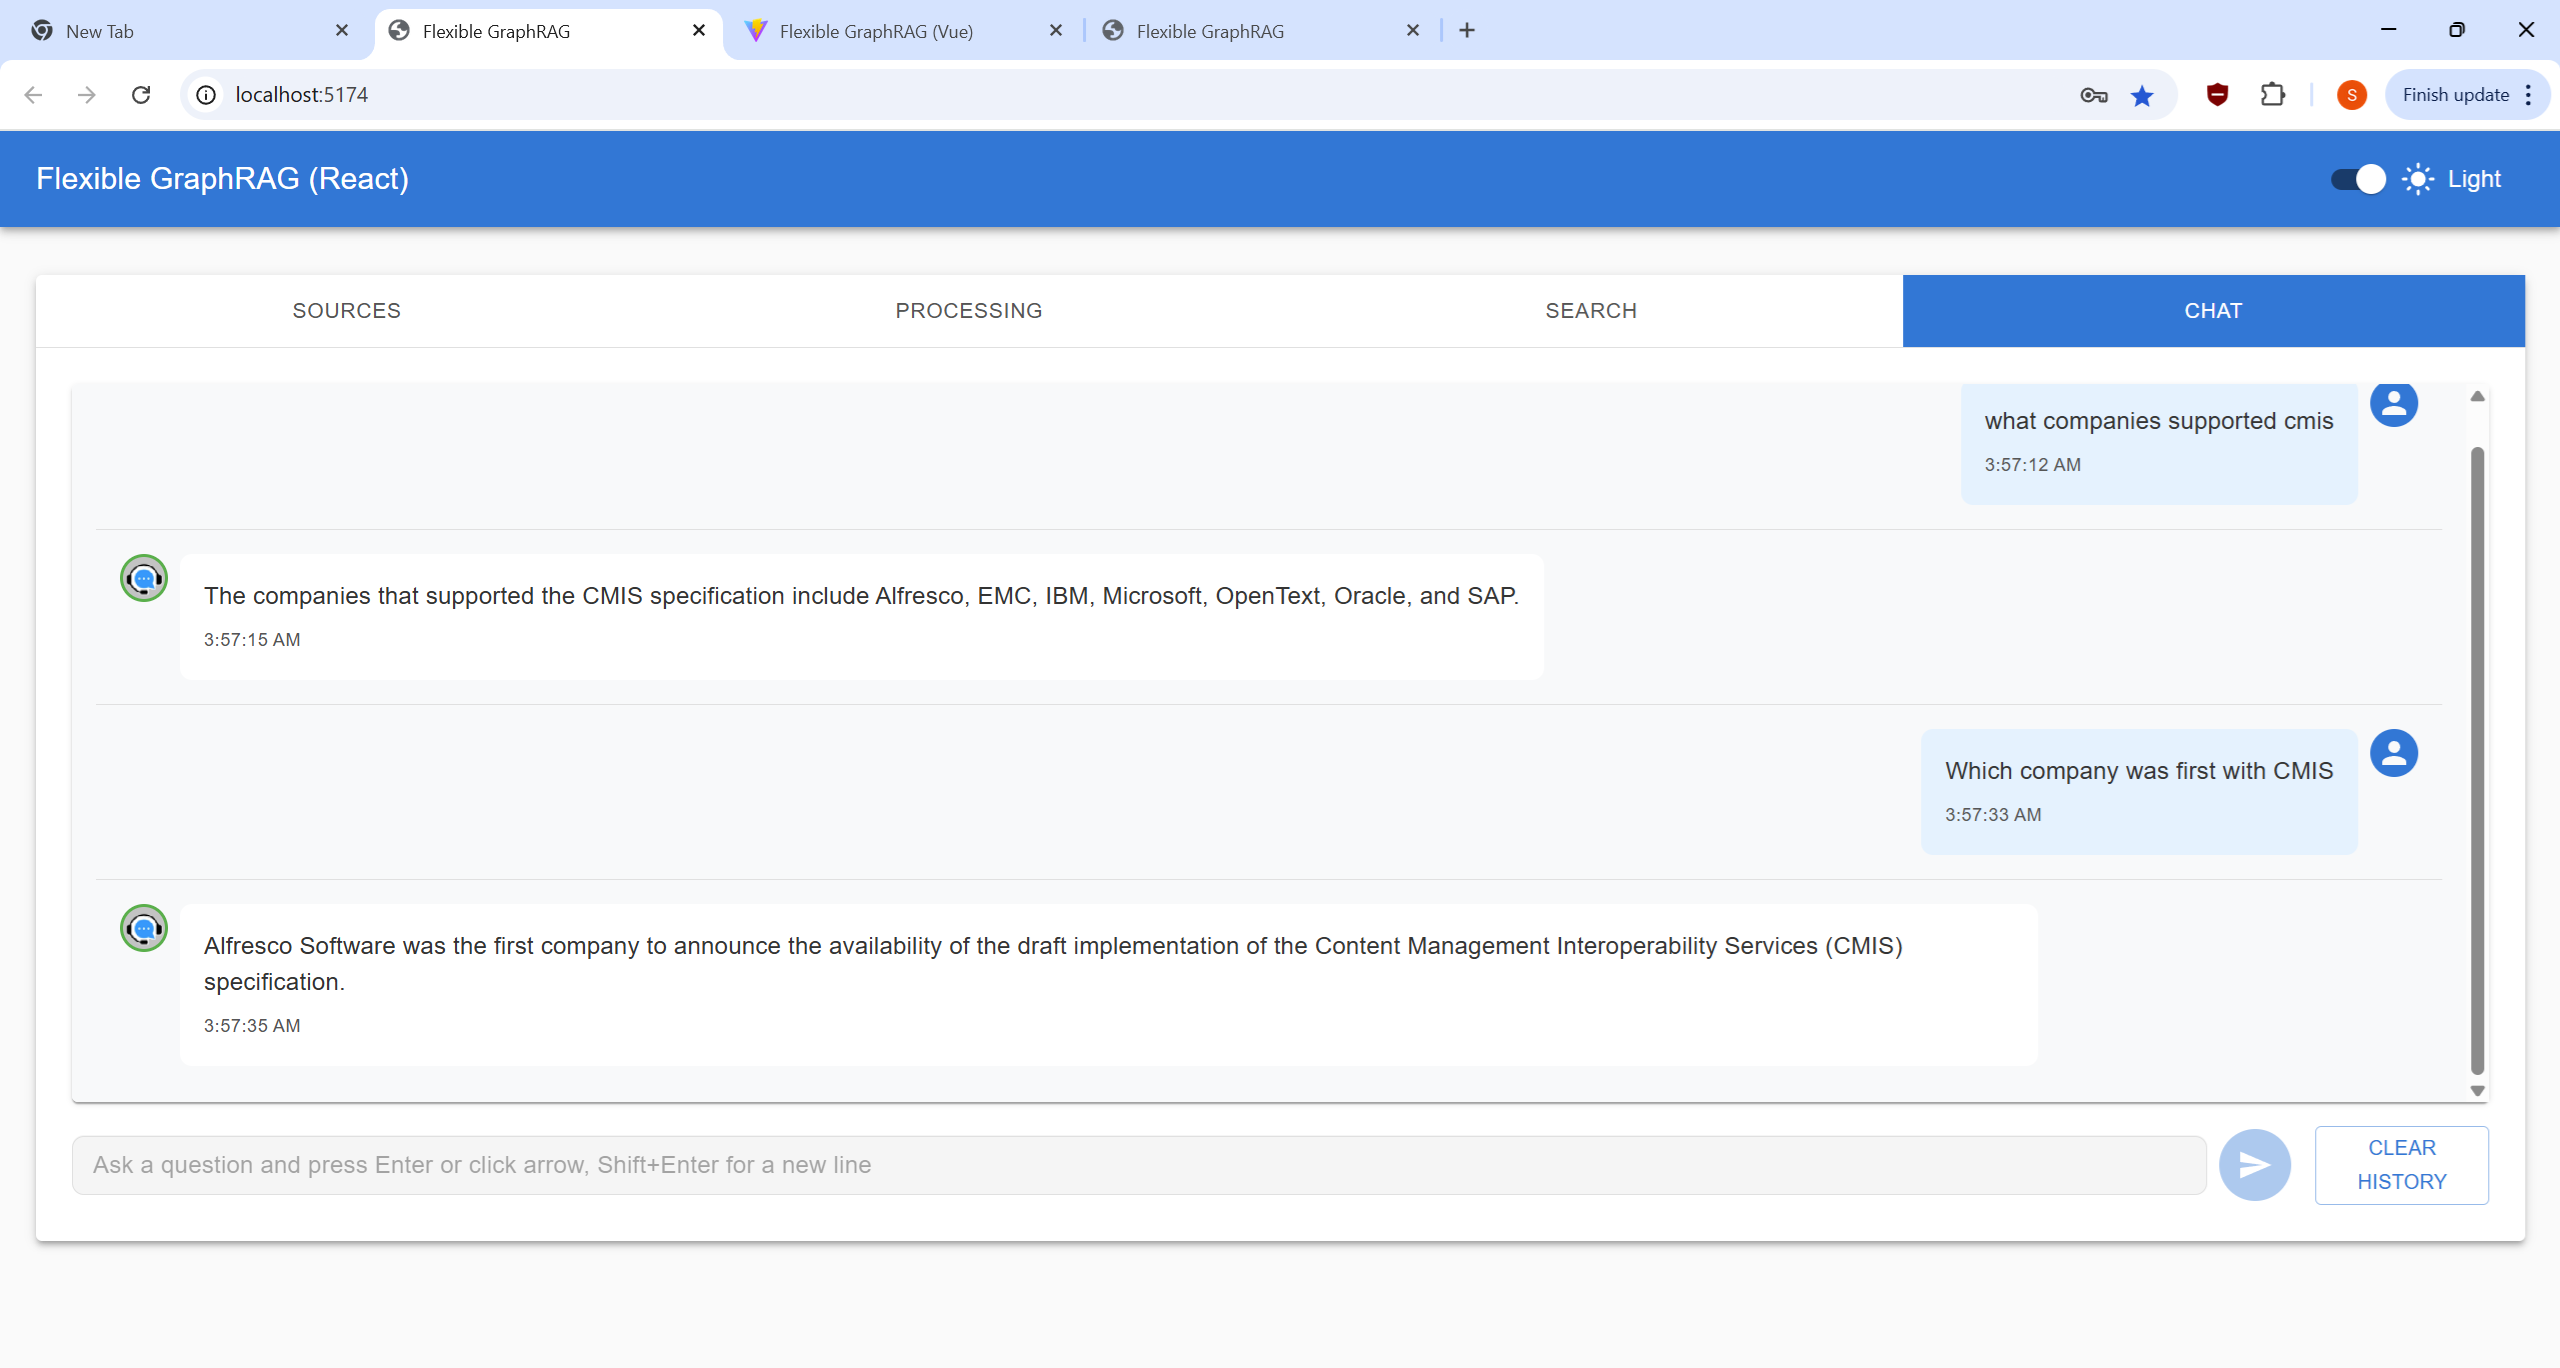 New Tab
Flexible GraphRAG
Flexible GraphRAG (Vue)
Flexible GraphRAG
localhost:5174
S
Finish update
Flexible GraphRAG (React)
Light
SOURCES
PROCESSING
SEARCH
CHAT
what companies supported cmis
3:57:12 AM
The companies that supported the CMIS specification include Alfresco, EMC, IBM, Microsoft, OpenText, Oracle, and SAP.
3:57:15 AM
Which company was first with CMIS
3:57:33 AM
Alfresco Software was the first company to announce the availability of the draft implementation of the Content Management Interoperability Services (CMIS)
specification.
3:57:35 AM
Ask a question and press Enter or click arrow, Shift+Enter for a new line
CLEAR
HISTORY